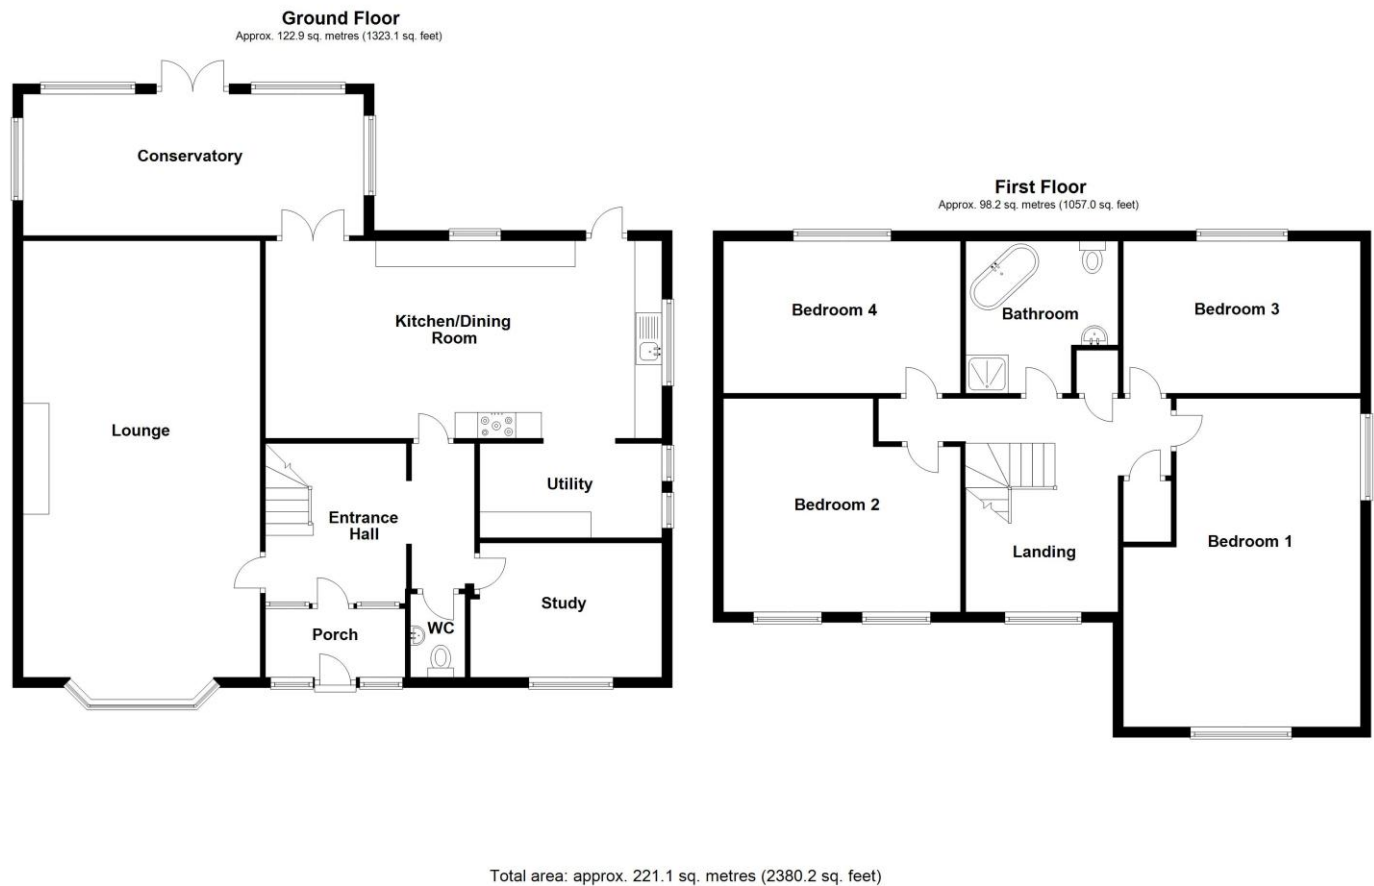 Ground Floor
Approx. 122.9 sq. metres (1323.1 sq. feet)
Conservatory
Kitchen/Dining
Room
Lounge
Utility
Entrance
Hall
Study
WC
Porch
First Floor
Approx. 98.2 sq. metres (1057.0 sq. feet)
Bedroom 4
Bathroom
Bedroom 3
Bedroom 2
Landing
Bedroom 1
Total area: approx. 221.1 sq. metres (2380.2 sq. feet)